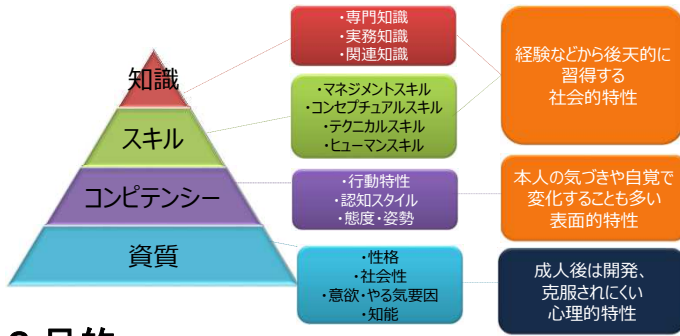 知識
スキル
コンピテンシー
資質
・専門知識
・実務知識
・関連知識
・マネジメントスキル
・コンセプチュアルスキル
・テクニカルスキル
・ヒューマンスキル
・行動特性
・認知スタイル
・態度・姿勢
・性格
・社会性
・意欲・やる気要因
・知能
経験などから後天的に
習得する
社会的特性
本人の気づきや自覚で
変化することも多い
表面的特性
成人後は開発、
克服されにくい
心理的特性